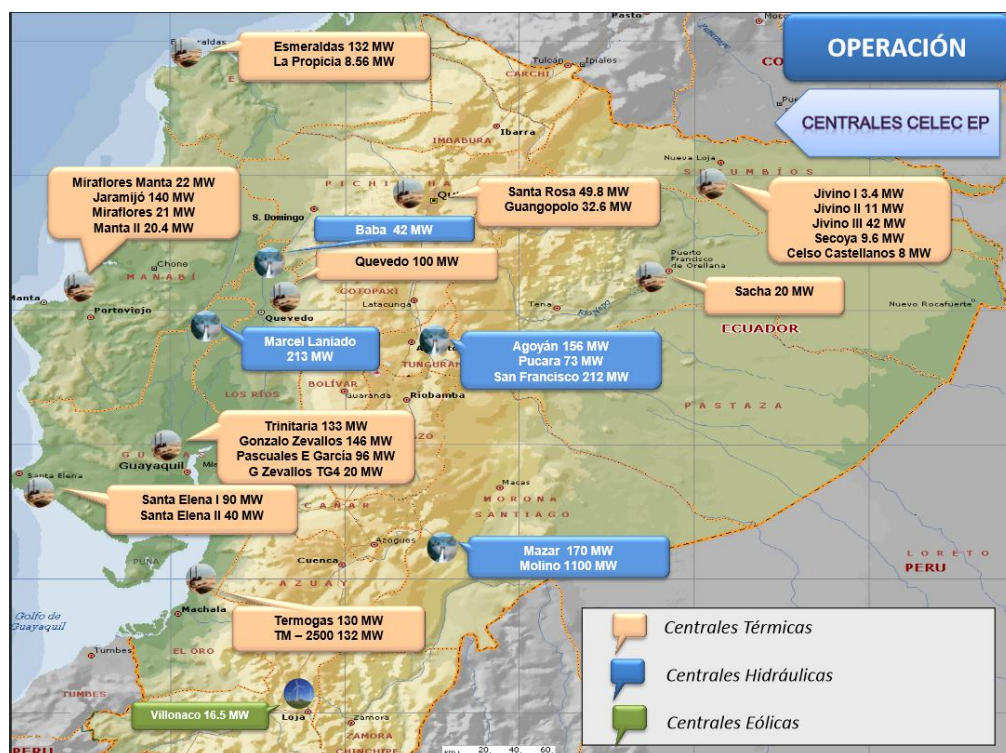 OPERACIÓN
CENTRALES CELEC EP
Esmeraldas 132 MW
La Propicia 8.56 MW
Pasto
Tulcán
Ipiales
CARCHI
Ibarra
IMBABURA
Nueva Loja
Miraflores Manta 22 MW
Jaramijó 140 MW
Miraflores 21 MW
Manta II 20.4 MW
Santa Rosa 49.8 MW
Guangopolo 32.6 MW
Jivino I 3.4 MW
Jivino II 11 MW
Jivino III 42 MW
Secoya 9.6 MW
Celso Castellanos 8 MW
S. Domingo
Baba 42 MW
Quevedo 100 MW
Chone
MANABÍ
Manta
Portoviejo
Quevedo
COTOPAXI
Latacunga
Tena
Río Napo
Puerto
Francisco
de Orellana
Sacha 20 MW
Nuevo Rocafuerte
ECUADOR
Marcel Laniado
213 MW
Agoyán 156 MW
Pucara 73 MW
San Francisco 212 MW
BOLÍVAR
Guaranda
Riobamba
LOS RÍOS
PASTAZA
Trinitaria 133 MW
Gonzalo Zevallos 146 MW
Pascuales E García 96 MW
G Zevallos TG4 20 MW
Guayaquil
Santa Elena
Santa Elena I 90 MW
Santa Elena II 40 MW
Macas
MORONA
SANTIAGO
CAÑAR
Azogues
Cuenca
AZUAY
PUNÁ
Mazar 170 MW
Molino 1100 MW
LORETO
PERU
Golfo de
Guayaquil
Machala
Termogas 130 MW
TM – 2500 132 MW
EL ORO
Tumbes
TUMBES
Villonaco 16.5 MW
Loja
Zamora
ZAMORA
CHINCHIPE
PERU
20. 40. 60.
Centrales Térmicas
Centrales Hidráulicas
Centrales Eólicas